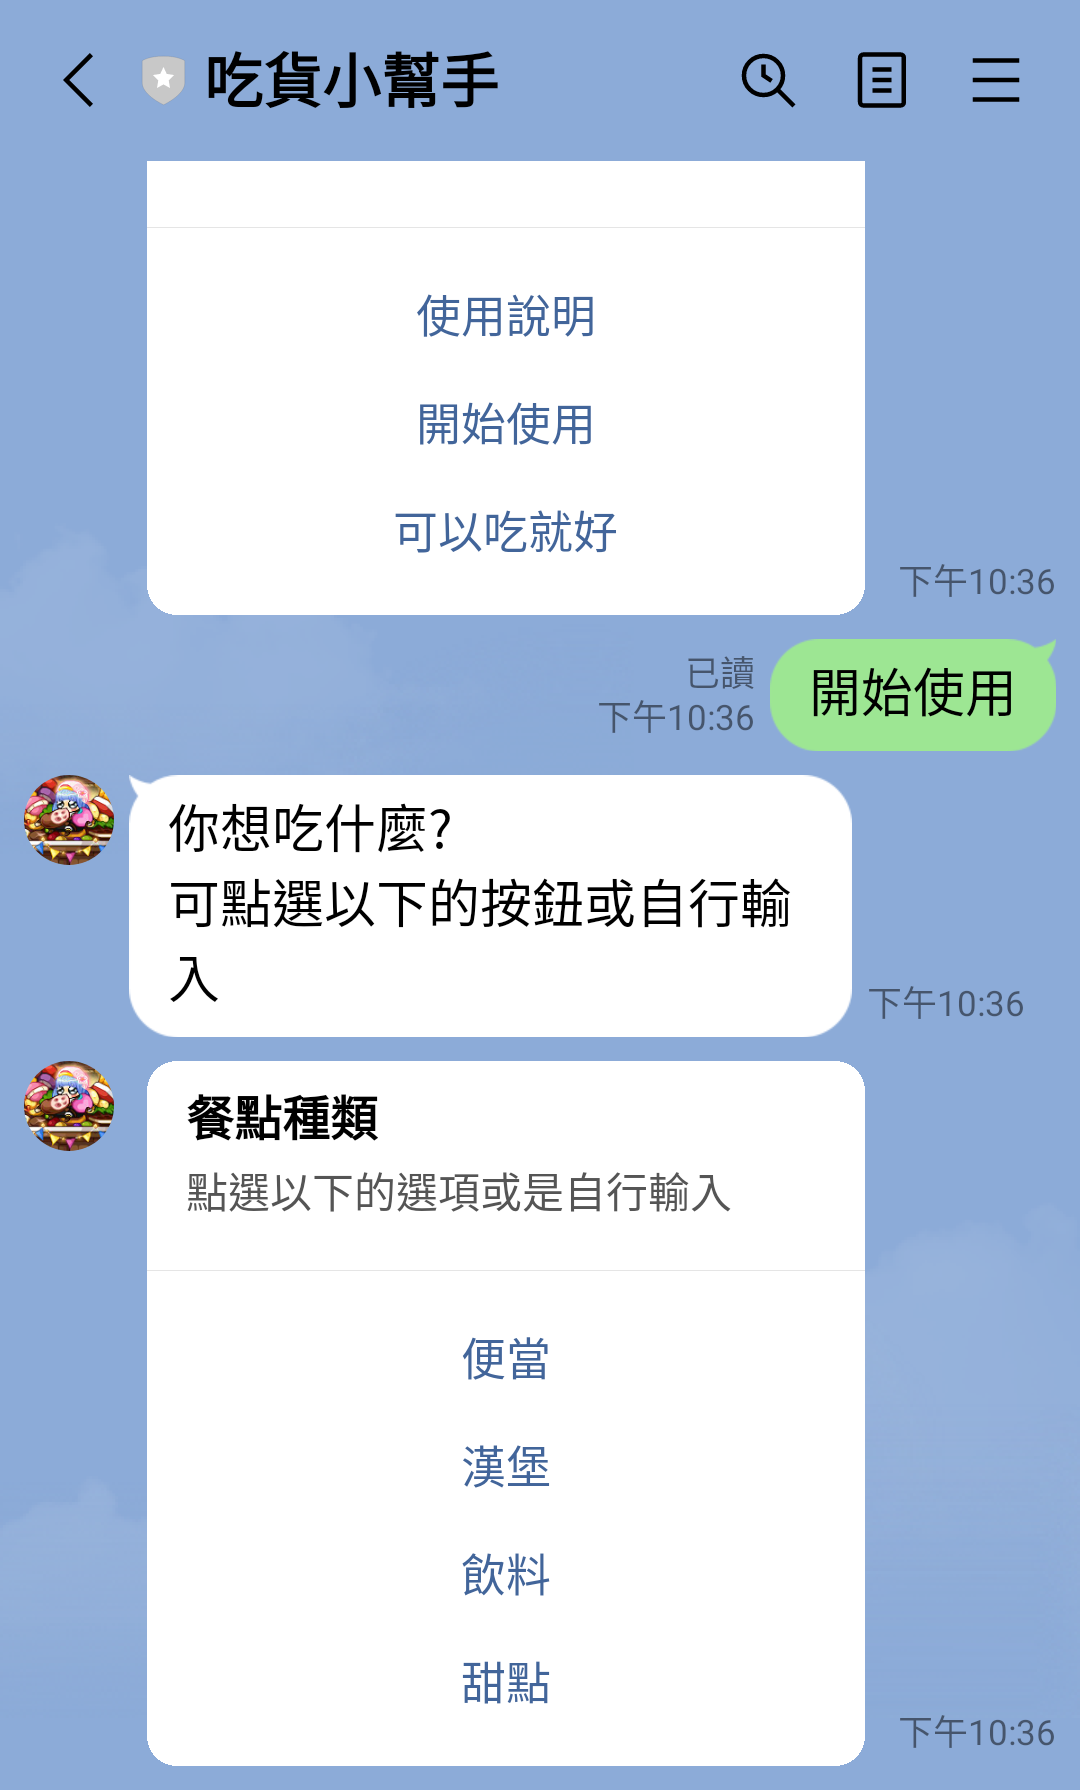 吃貨小幫手
使用說明
開始使用
可以吃就好
下午10:36
已讀
下午10:36
開始使用
你想吃什麼?
可點選以下的按鈕或自行輸
入
下午10:36
餐點種類
點選以下的選項或是自行輸入
便當
漢堡
飲料
甜點
下午10:36